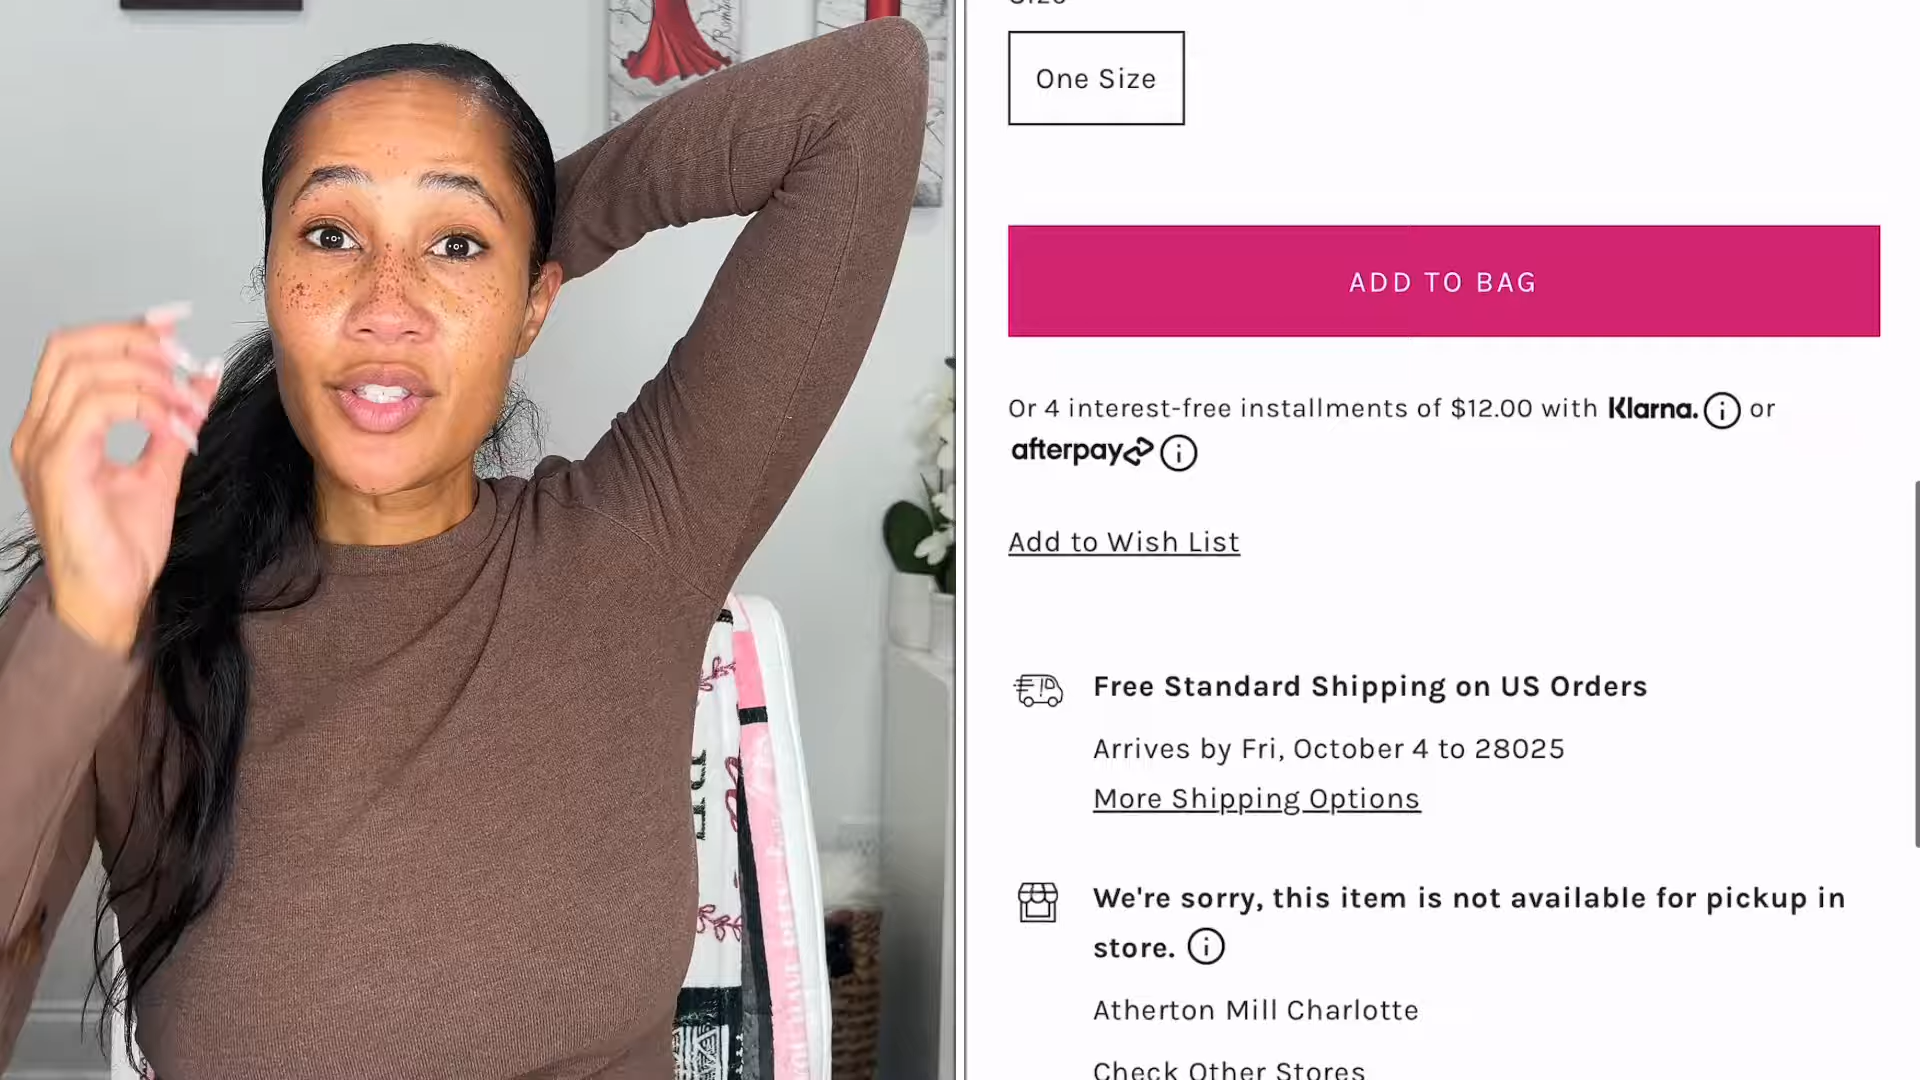 Size
One Size
ADD TO BAG
Or 4 interest-free installments of $12.00 with Klarna. or
afterpay
Add to Wish List
Free Standard Shipping on US Orders
Arrives by Fri, October 4 to 28025
More Shipping Options
We're sorry, this item is not available for pickup in
store.
Atherton Mill Charlotte
Check Other Stores